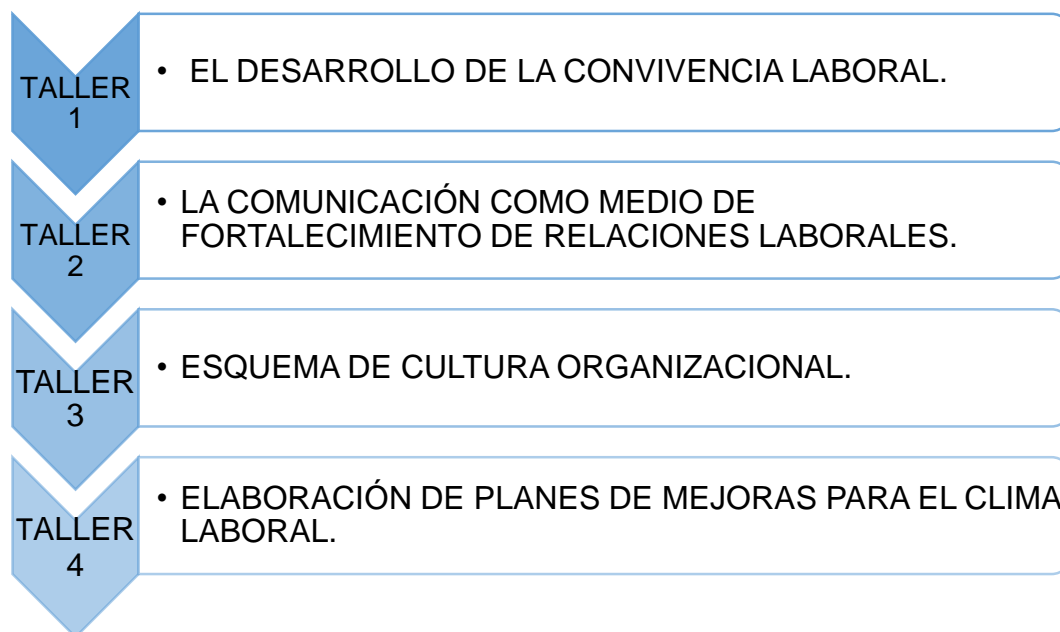 TALLER
1
• EL DESARROLLO DE LA CONVIVENCIA LABORAL.
TALLER
2
• LA COMUNICACIÓN COMO MEDIO DE
FORTALECIMIENTO DE RELACIONES LABORALES.
TALLER
3
• ESQUEMA DE CULTURA ORGANIZACIONAL.
TALLER
4
• ELABORACIÓN DE PLANES DE MEJORAS PARA EL CLIMA
LABORAL.